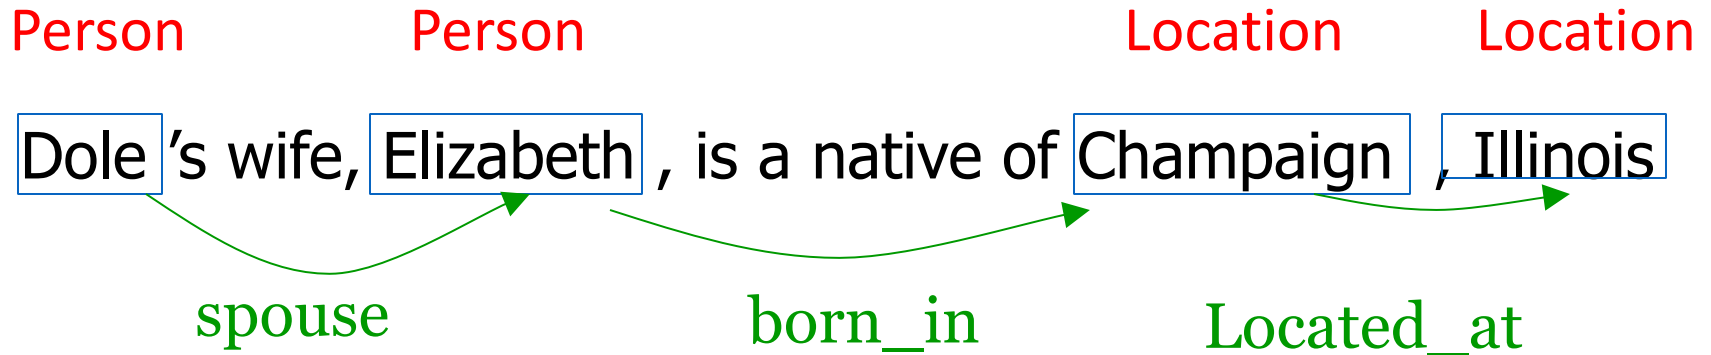 Person Person Location Location
Dole ’s wife, Elizabeth , is a native of Champaign , Illinois
spouse born_in Located_at